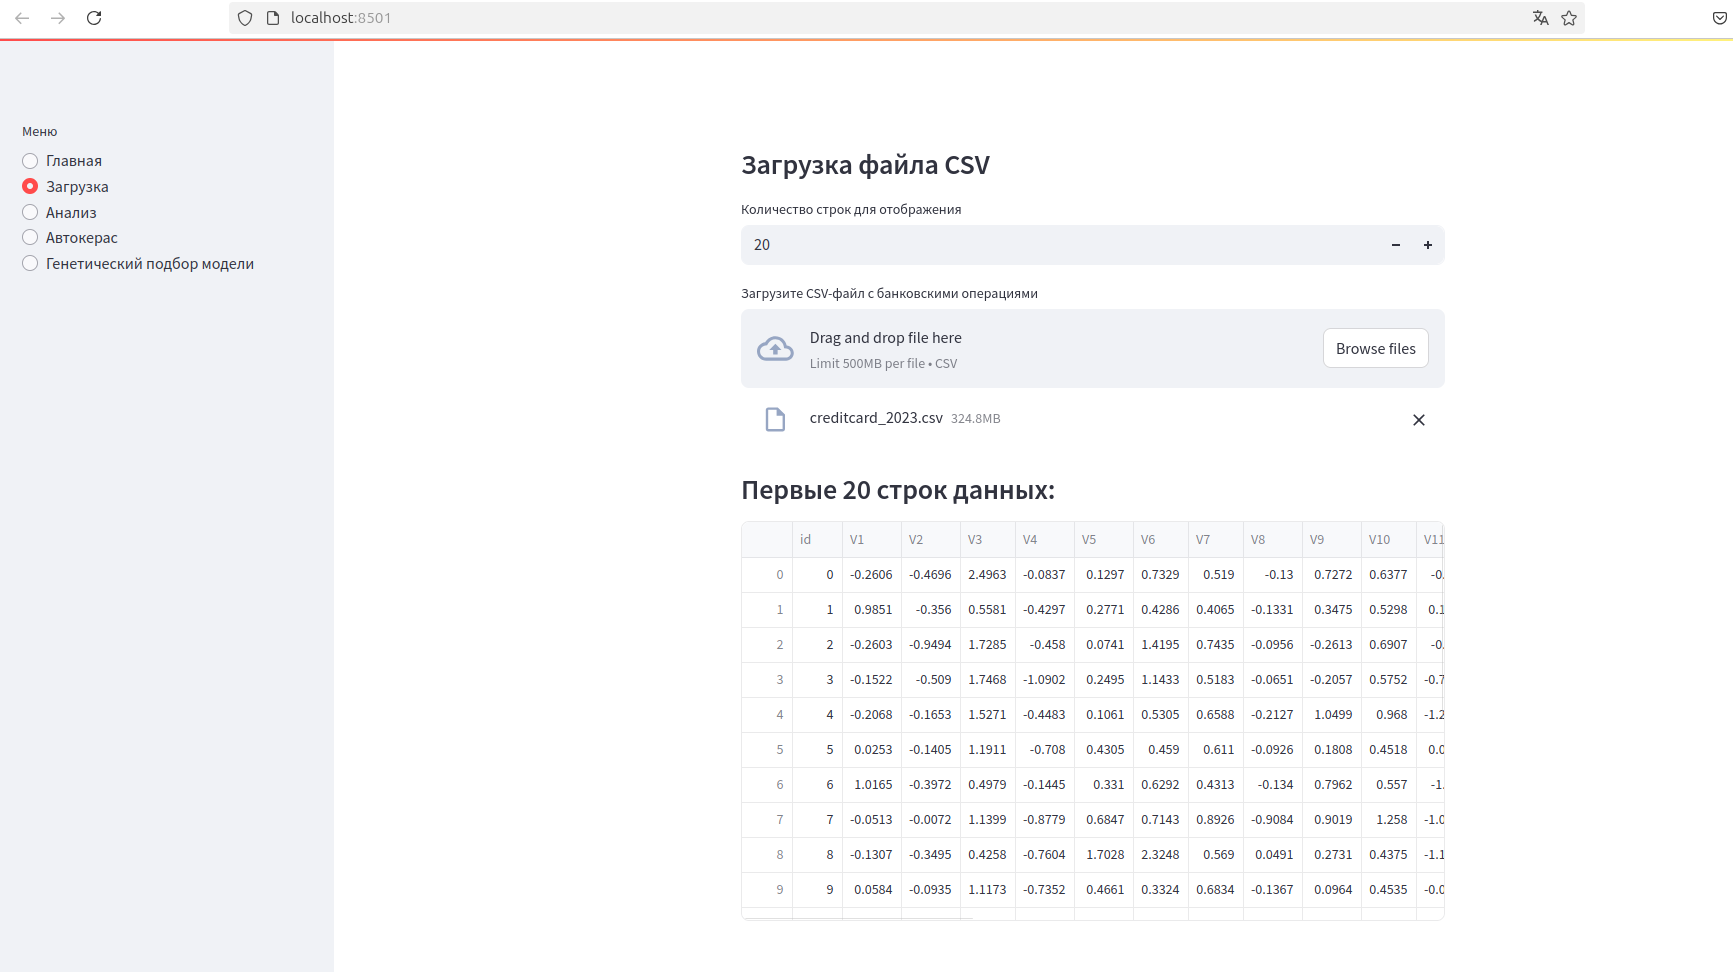 localhost:8501
Меню
Главная
Загрузка
Анализ
Автокерас
Генетический подбор модели
Загрузка файла CSV
Количество строк для отображения
20
Загрузите CSV-файл с банковскими операциями
Drag and drop file here
Limit 500MB per file • CSV
Browse files
creditcard_2023.csv 324.8MB
Первые 20 строк данных:
id V1 V2 V3 V4 V5 V6 V7 V8 V9 V10 V11
0 0 -0.2606 -0.4696 2.4963 -0.0837 0.1297 0.7329 0.519 -0.13 0.7272 0.6377 -0.
1 1 0.9851 -0.356 0.5581 -0.4297 0.2771 0.4286 0.4065 -0.1331 0.3475 0.5298 0.1
2 2 -0.2603 -0.9494 1.7285 -0.458 0.0741 1.4195 0.7435 -0.0956 -0.2613 0.6907 -0.
3 3 -0.1522 -0.509 1.7468 -1.0902 0.2495 1.1433 0.5183 -0.0651 -0.2057 0.5752 -0.7
4 4 -0.2068 -0.1653 1.5271 -0.4483 0.1061 0.5305 0.6588 -0.2127 1.0499 0.968 -1.2
5 5 0.0253 -0.1405 1.1911 -0.708 0.4305 0.459 0.611 -0.0926 0.1808 0.4518 0.0
6 6 1.0165 -0.3972 0.4979 -0.1445 0.331 0.6292 0.4313 -0.134 0.7962 0.557 -1.
7 7 -0.0513 -0.0072 1.1399 -0.8779 0.6847 0.7143 0.8926 -0.9084 0.9019 1.258 -1.0
8 8 -0.1307 -0.3495 0.4258 -0.7604 1.7028 2.3248 0.569 0.0491 0.2731 0.4375 -1.1
9 9 0.0584 -0.0935 1.1173 -0.7352 0.4661 0.3324 0.6834 -0.1367 0.0964 0.4535 -0.0